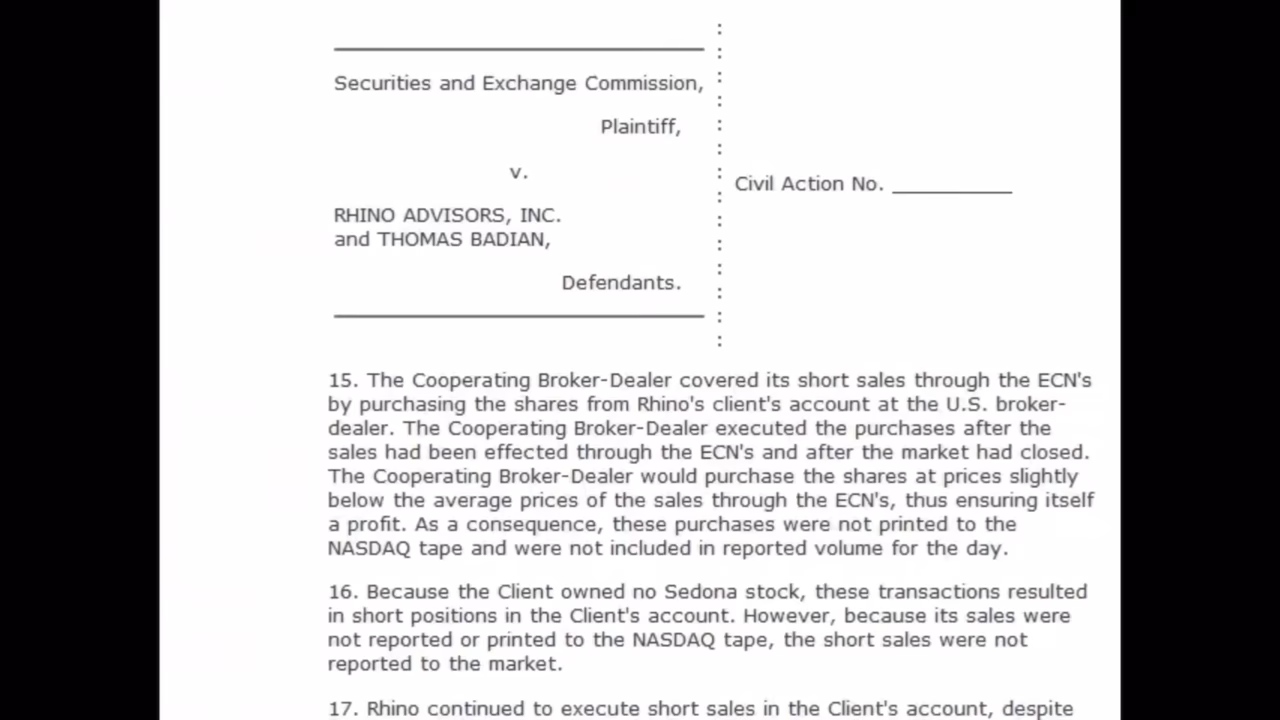 Securities and Exchange Commission,
Plaintiff,
v.
Civil Action No. ___________
RHINO ADVISORS, INC.
and THOMAS BADIAN,
Defendants.
15. The Cooperating Broker-Dealer covered its short sales through the ECN's
by purchasing the shares from Rhino's client's account at the U.S. broker-
dealer. The Cooperating Broker-Dealer executed the purchases after the
sales had been effected through the ECN's and after the market had closed.
The Cooperating Broker-Dealer would purchase the shares at prices slightly
below the average prices of the sales through the ECN's, thus ensuring itself
a profit. As a consequence, these purchases were not printed to the
NASDAQ tape and were not included in reported volume for the day.
16. Because the Client owned no Sedona stock, these transactions resulted
in short positions in the Client's account. However, because its sales were
not reported or printed to the NASDAQ tape, the short sales were not
reported to the market.
17. Rhino continued to execute short sales in the Client's account, despite